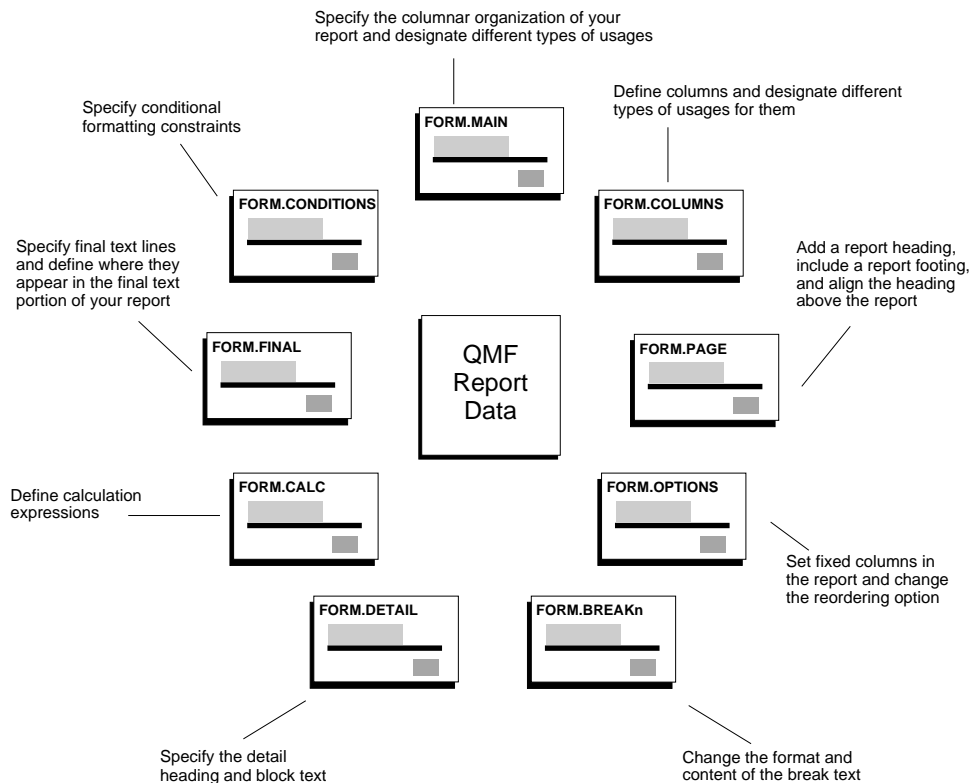 Specify the columnar organization of your
report and designate different types of usages
Define columns and designate different
types of usages for them
Specify conditional
formatting constraints
FORM.MAIN
FORM.CONDITIONS
FORM.COLUMNS
Specify final text lines
and define where they
appear in the final text
portion of your report
Add a report heading,
include a report footing,
and align the heading
above the report
FORM.FINAL
QMF
Report
Data
FORM.PAGE
FORM.CALC
FORM.OPTIONS
Define calculation
expressions
Set fixed columns in
the report and change
the reordering option
FORM.DETAIL
FORM.BREAKn
Specify the detail
heading and block text
Change the format and
content of the break text